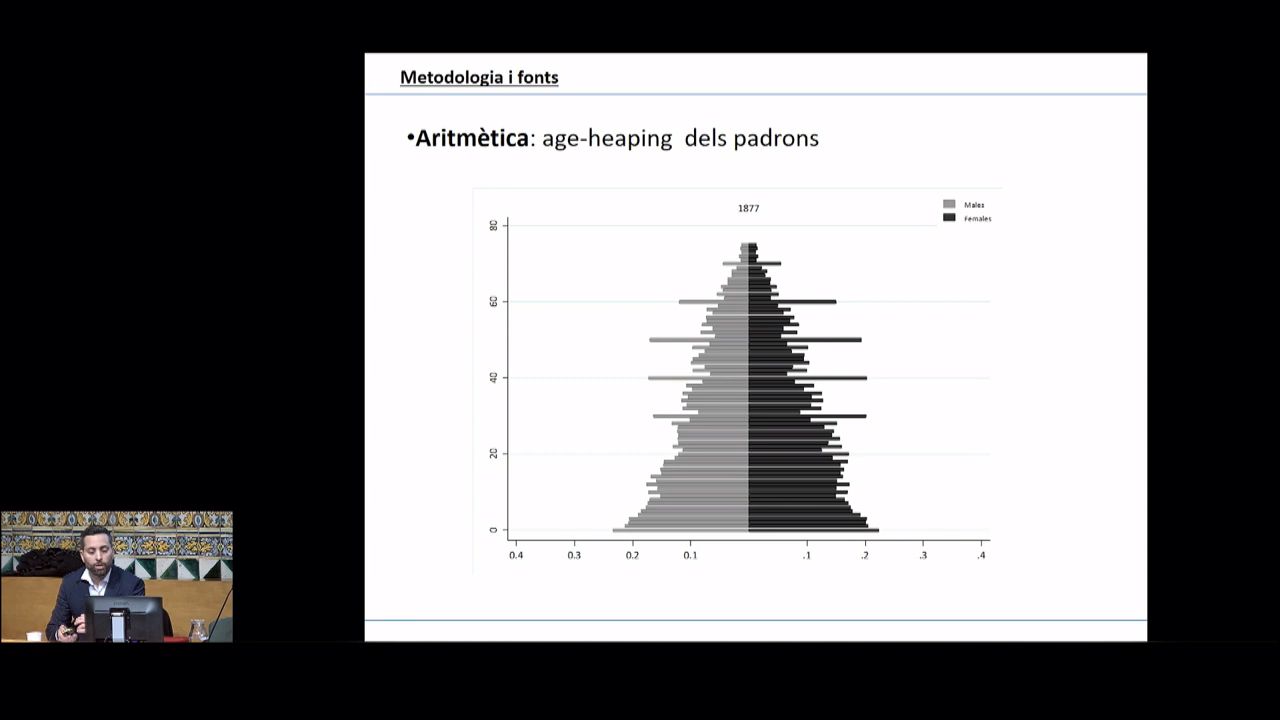 Metodologia i fonts
•Aritmètica: age-heaping dels padrons
1877
Males
Females
80
60
40
20
0
0.4 0.3 0.2 0.1 .1 .2 .3 .4